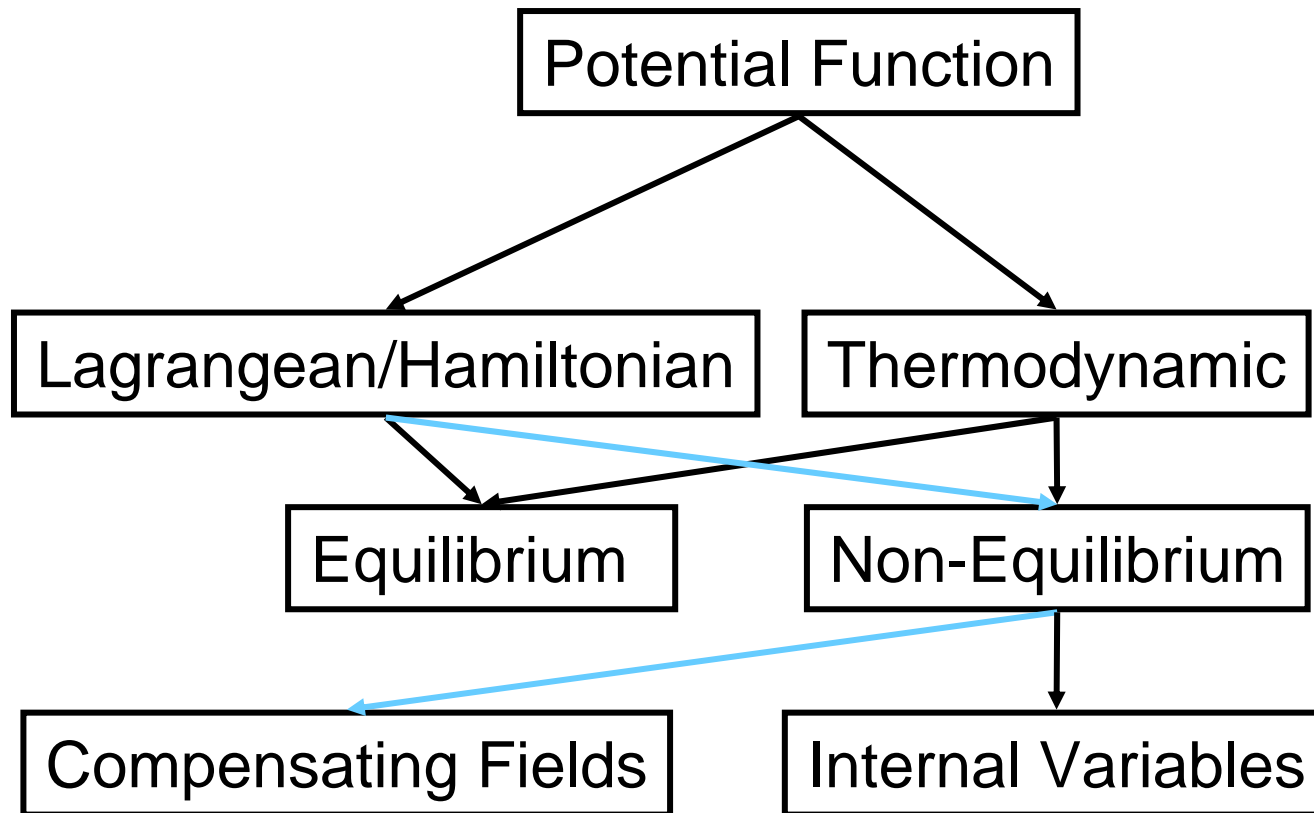 Potential Function
Lagrangean/Hamiltonian
Thermodynamic
Equilibrium
Non-Equilibrium
Compensating Fields
Internal Variables